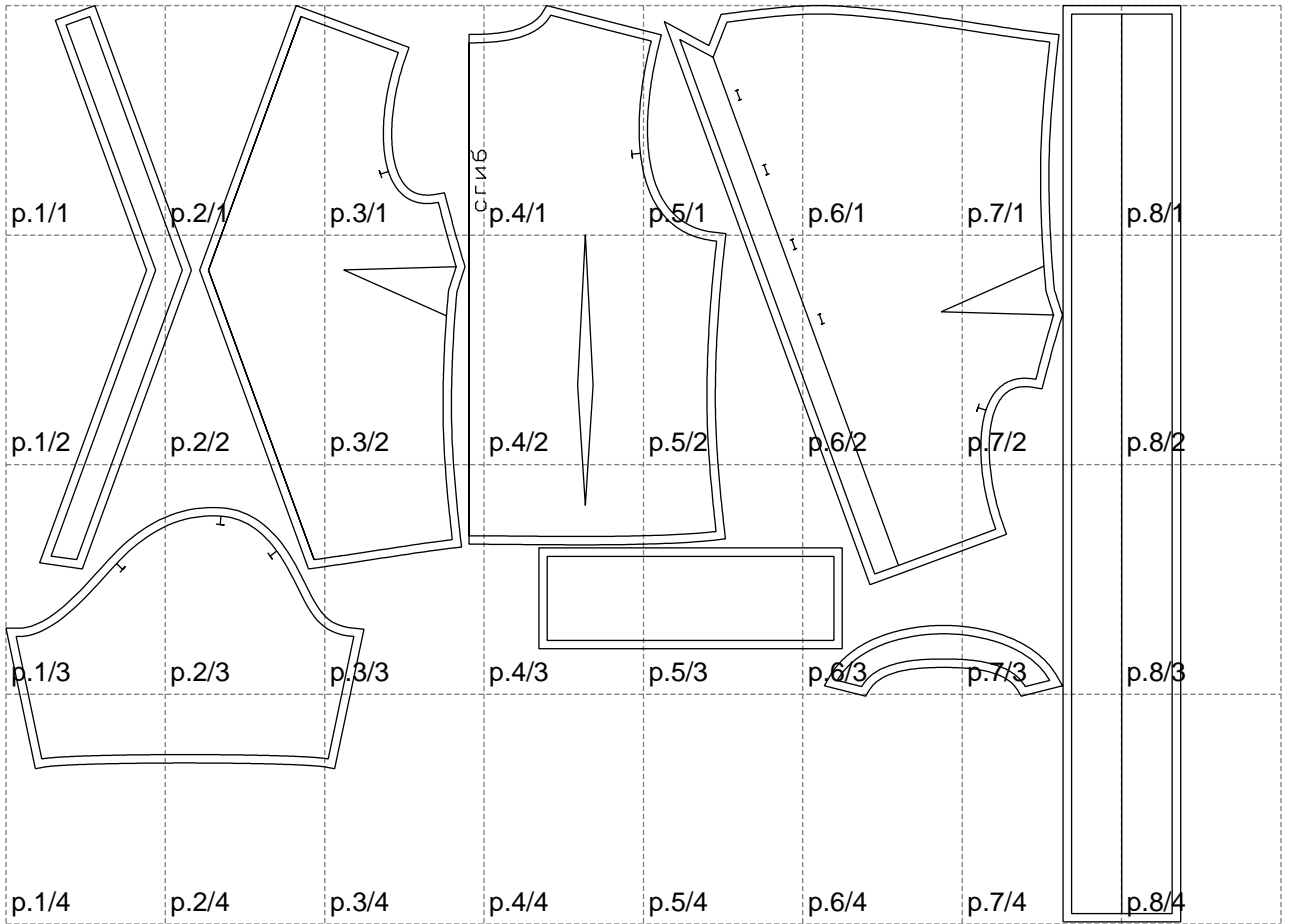 сгиб
p.1/1 p.2/1 p.3/1 p.4/1 p.5/1 p.6/1 p.7/1 p.8/1
p.1/2 p.2/2 p.3/2 p.4/2 p.5/2 p.6/2 p.7/2 p.8/2
p.1/3 p.2/3 p.3/3 p.4/3 p.5/3 p.6/3 p.7/3 p.8/3
p.1/4 p.2/4 p.3/4 p.4/4 p.5/4 p.6/4 p.7/4 p.8/4